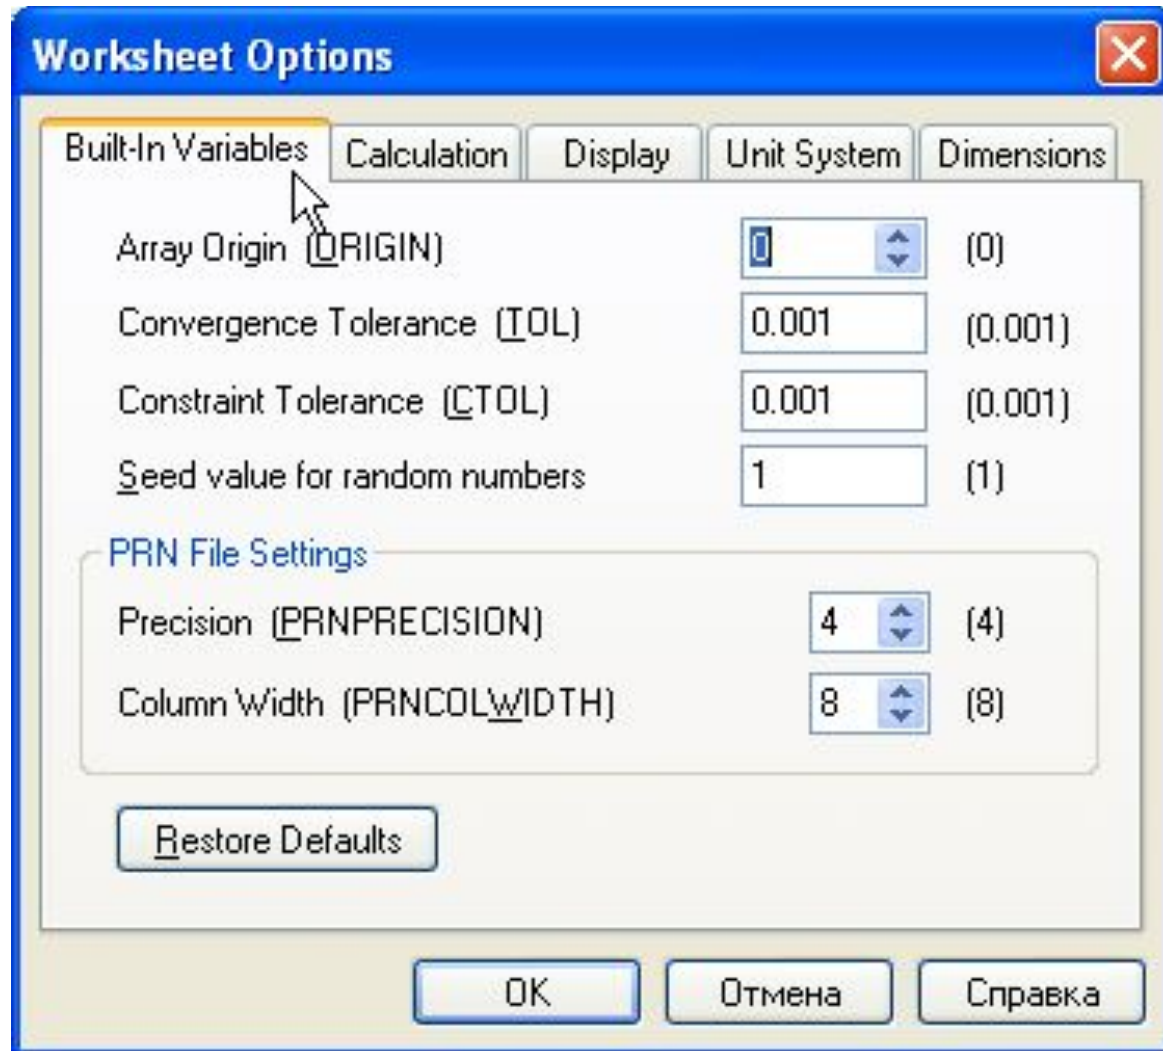 Worksheet Options
Built-In Variables Calculation Display Unit System Dimensions
Array Origin (ORIGIN) 0 (0)
Convergence Tolerance (TOL) 0.001 (0.001)
Constraint Tolerance (CTOL) 0.001 (0.001)
Seed value for random numbers 1 (1)
PRN File Settings
Precision (PRNPRECISION) 4 (4)
Column Width (PRNCOLWIDTH) 8 (8)
Restore Defaults
OK Отмена Справка